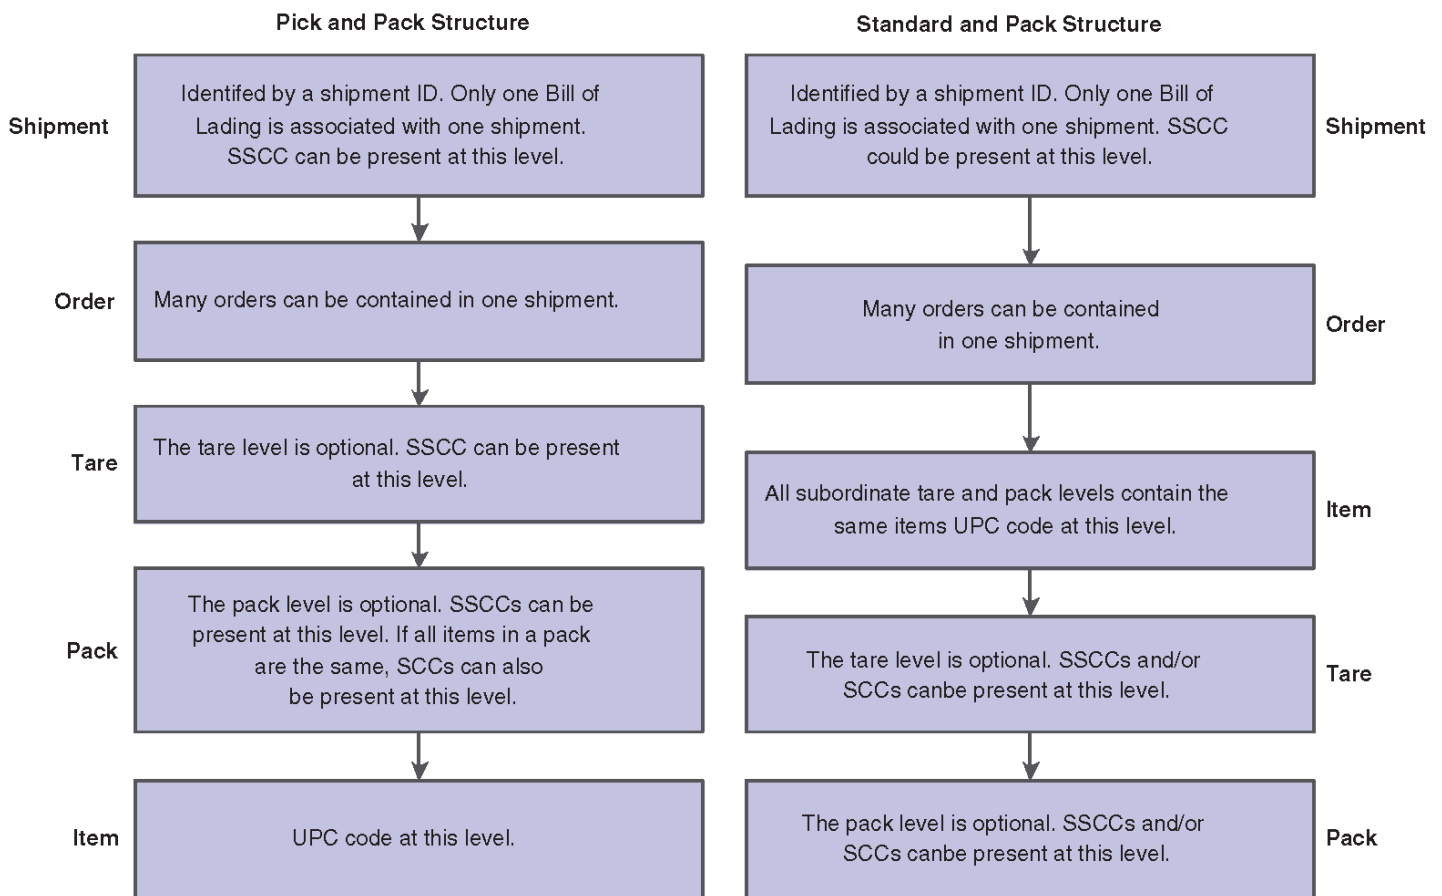 Pick and Pack Structure
Shipment
Identifed by a shipment ID. Only one Bill of
Lading is associated with one shipment.
SSCC can be present at this level.
Order
Many orders can be contained in one shipment.
Tare
The tare level is optional. SSCC can be present
at this level.
Pack
The pack level is optional. SSCCs can be
present at this level. If all items in a pack
are the same, SCCs can also
be present at this level.
Item
UPC code at this level.
Standard and Pack Structure
Identified by a shipment ID. Only one Bill of
Lading is associated with one shipment. SSCC
could be present at this level.
Shipment
Many orders can be contained
in one shipment.
Order
All subordinate tare and pack levels contain the
same items UPC code at this level.
Item
The tare level is optional. SSCCs and/or
SCCs canbe present at this level.
Tare
The pack level is optional. SSCCs and/or
SCCs canbe present at this level.
Pack